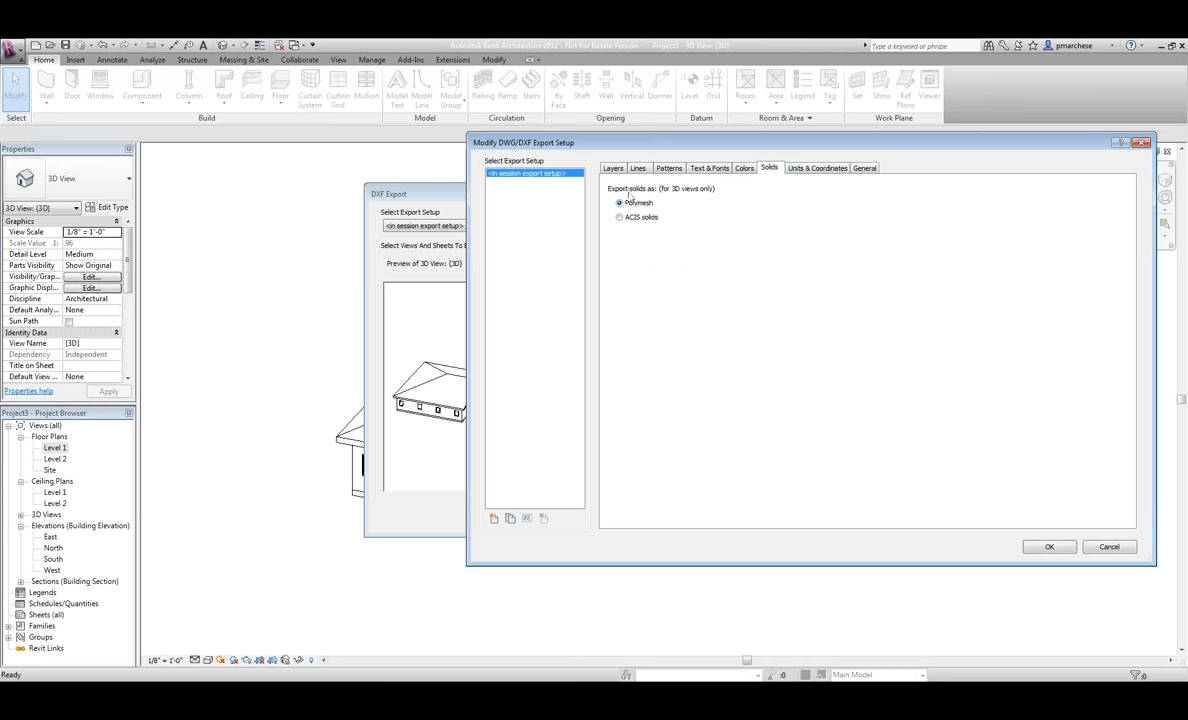 Autodesk Revit Architecture 2012 - Not For Resale Version - Project3 - 3D View: {3D}
Type a keyword or phrase
pmarchese
Home Insert Annotate Analyze Structure Massing & Site Collaborate View Manage Add-Ins Extensions Modify
Modify Wall Door Window Component Column Roof Ceiling Floor Curtain System Curtain Grid Mullion Model Text Model Line Model Group Railing Ramp Stairs By Face Shaft Wall Vertical Dormer Level Grid Room Area Legend Tag Set Show Ref Plane Viewer
Select Build Model Circulation Opening Datum Room & Area Work Plane
Properties
3D View
3D View: {3D} Edit Type
Graphics
View Scale 1/8" = 1'-0"
Scale Value 1: 96
Detail Level Medium
Parts Visibility Show Original
Visibility/Grap... Edit...
Graphic Displ... Edit...
Discipline Architectural
Default Analy... None
Sun Path
Identity Data
View Name {3D}
Dependency Independent
Title on Sheet
Default View ... None
Properties help Apply
Project3 - Project Browser
Views (all)
Floor Plans
Level 1
Level 2
Site
Ceiling Plans
Level 1
Level 2
3D Views
Elevations (Building Elevation)
East
North
South
West
Sections (Building Section)
Legends
Schedules/Quantities
Sheets (all)
Families
Groups
Revit Links
DXF Export
Select Export Setup
<in session export setup>
Select Views And Sheets To E
Preview of 3D View: {3D}
Modify DWG/DXF Export Setup
Select Export Setup
<in session export setup>
Layers Lines Patterns Text & Fonts Colors Solids Units & Coordinates General
Export solids as: (for 3D views only)
Polymesh
ACIS solids
OK Cancel
1/8" = 1'-0"
Ready
:0 Main Model :0